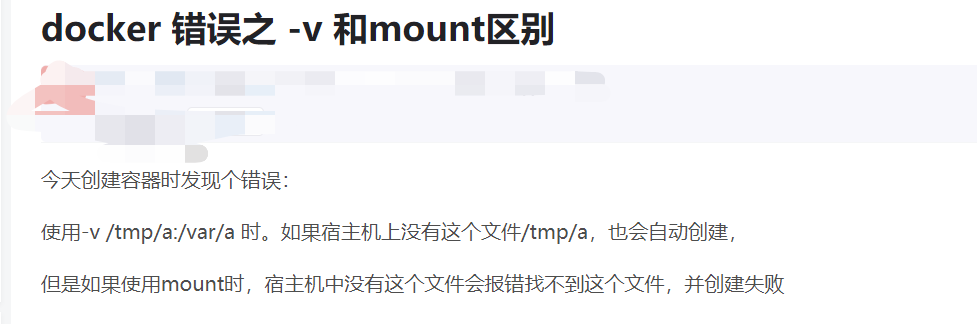 docker 错误之 -v 和mount区别
今天创建容器时发现个错误：
使用-v /tmp/a:/var/a 时。如果宿主机上没有这个文件/tmp/a，也会自动创建，
但是如果使用mount时，宿主机中没有这个文件会报错找不到这个文件，并创建失败